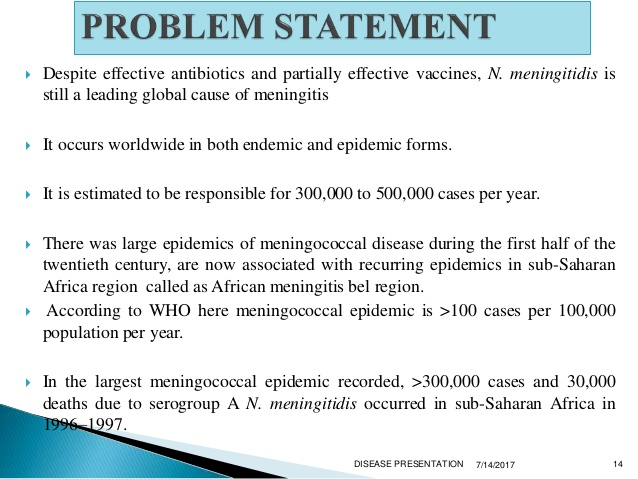 PROBLEM STATEMENT
Despite effective antibiotics and partially effective vaccines, N. meningitidis is
still a leading global cause of meningitis
It occurs worldwide in both endemic and epidemic forms.
It is estimated to be responsible for 300,000 to 500,000 cases per year.
There was large epidemics of meningococcal disease during the first half of the
twentieth century, are now associated with recurring epidemics in sub-Saharan
Africa region called as African meningitis bel region.
According to WHO here meningococcal epidemic is >100 cases per 100,000
population per year.
In the largest meningococcal epidemic recorded, >300,000 cases and 30,000
deaths due to serogroup A N. meningitidis occurred in sub-Saharan Africa in
1996–1997.
DISEASE PRESENTATION 7/14/2017 14